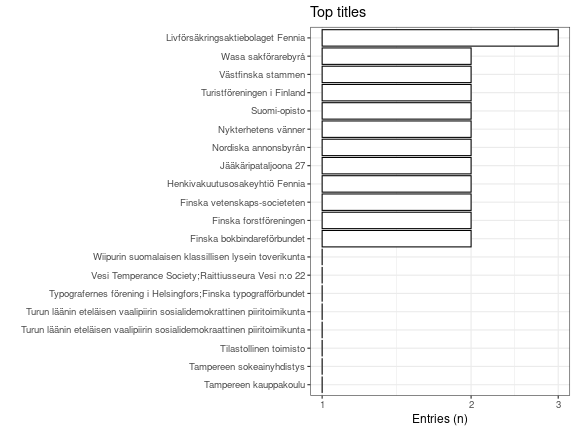 Top titles
Livförsäkringsaktiebolaget Fennia
Wasa sakförarebyrå
Västfinska stammen
Turistföreningen i Finland
Suomi-opisto
Nykterhetens vänner
Nordiska annonsbyrån
Jääkäripataljoona 27
Henkivakuutusosakeyhtiö Fennia
Finska vetenskaps-societeten
Finska forstföreningen
Finska bokbindareförbundet
Wiipurin suomalaisen klassillisen lysein toverikunta
Vesi Temperance Society;Raittiusseura Vesi n:o 22
Typografernes förening i Helsingfors;Finska typografförbundet
Turun läänin eteläisen vaalipiirin sosialidemokrattinen piiritoimikunta
Turun läänin eteläisen vaalipiirin sosialidemokraattinen piiritoimikunta
Tilastollinen toimisto
Tampereen sokeainyhdistys
Tampereen kauppakoulu
1 2 3
Entries (n)